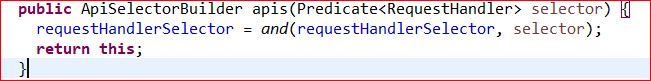 public ApiSelectorBuilder apis(Predicate<RequestHandler> selector) {
requestHandlerSelector = and(requestHandlerSelector, selector);
return this;
}